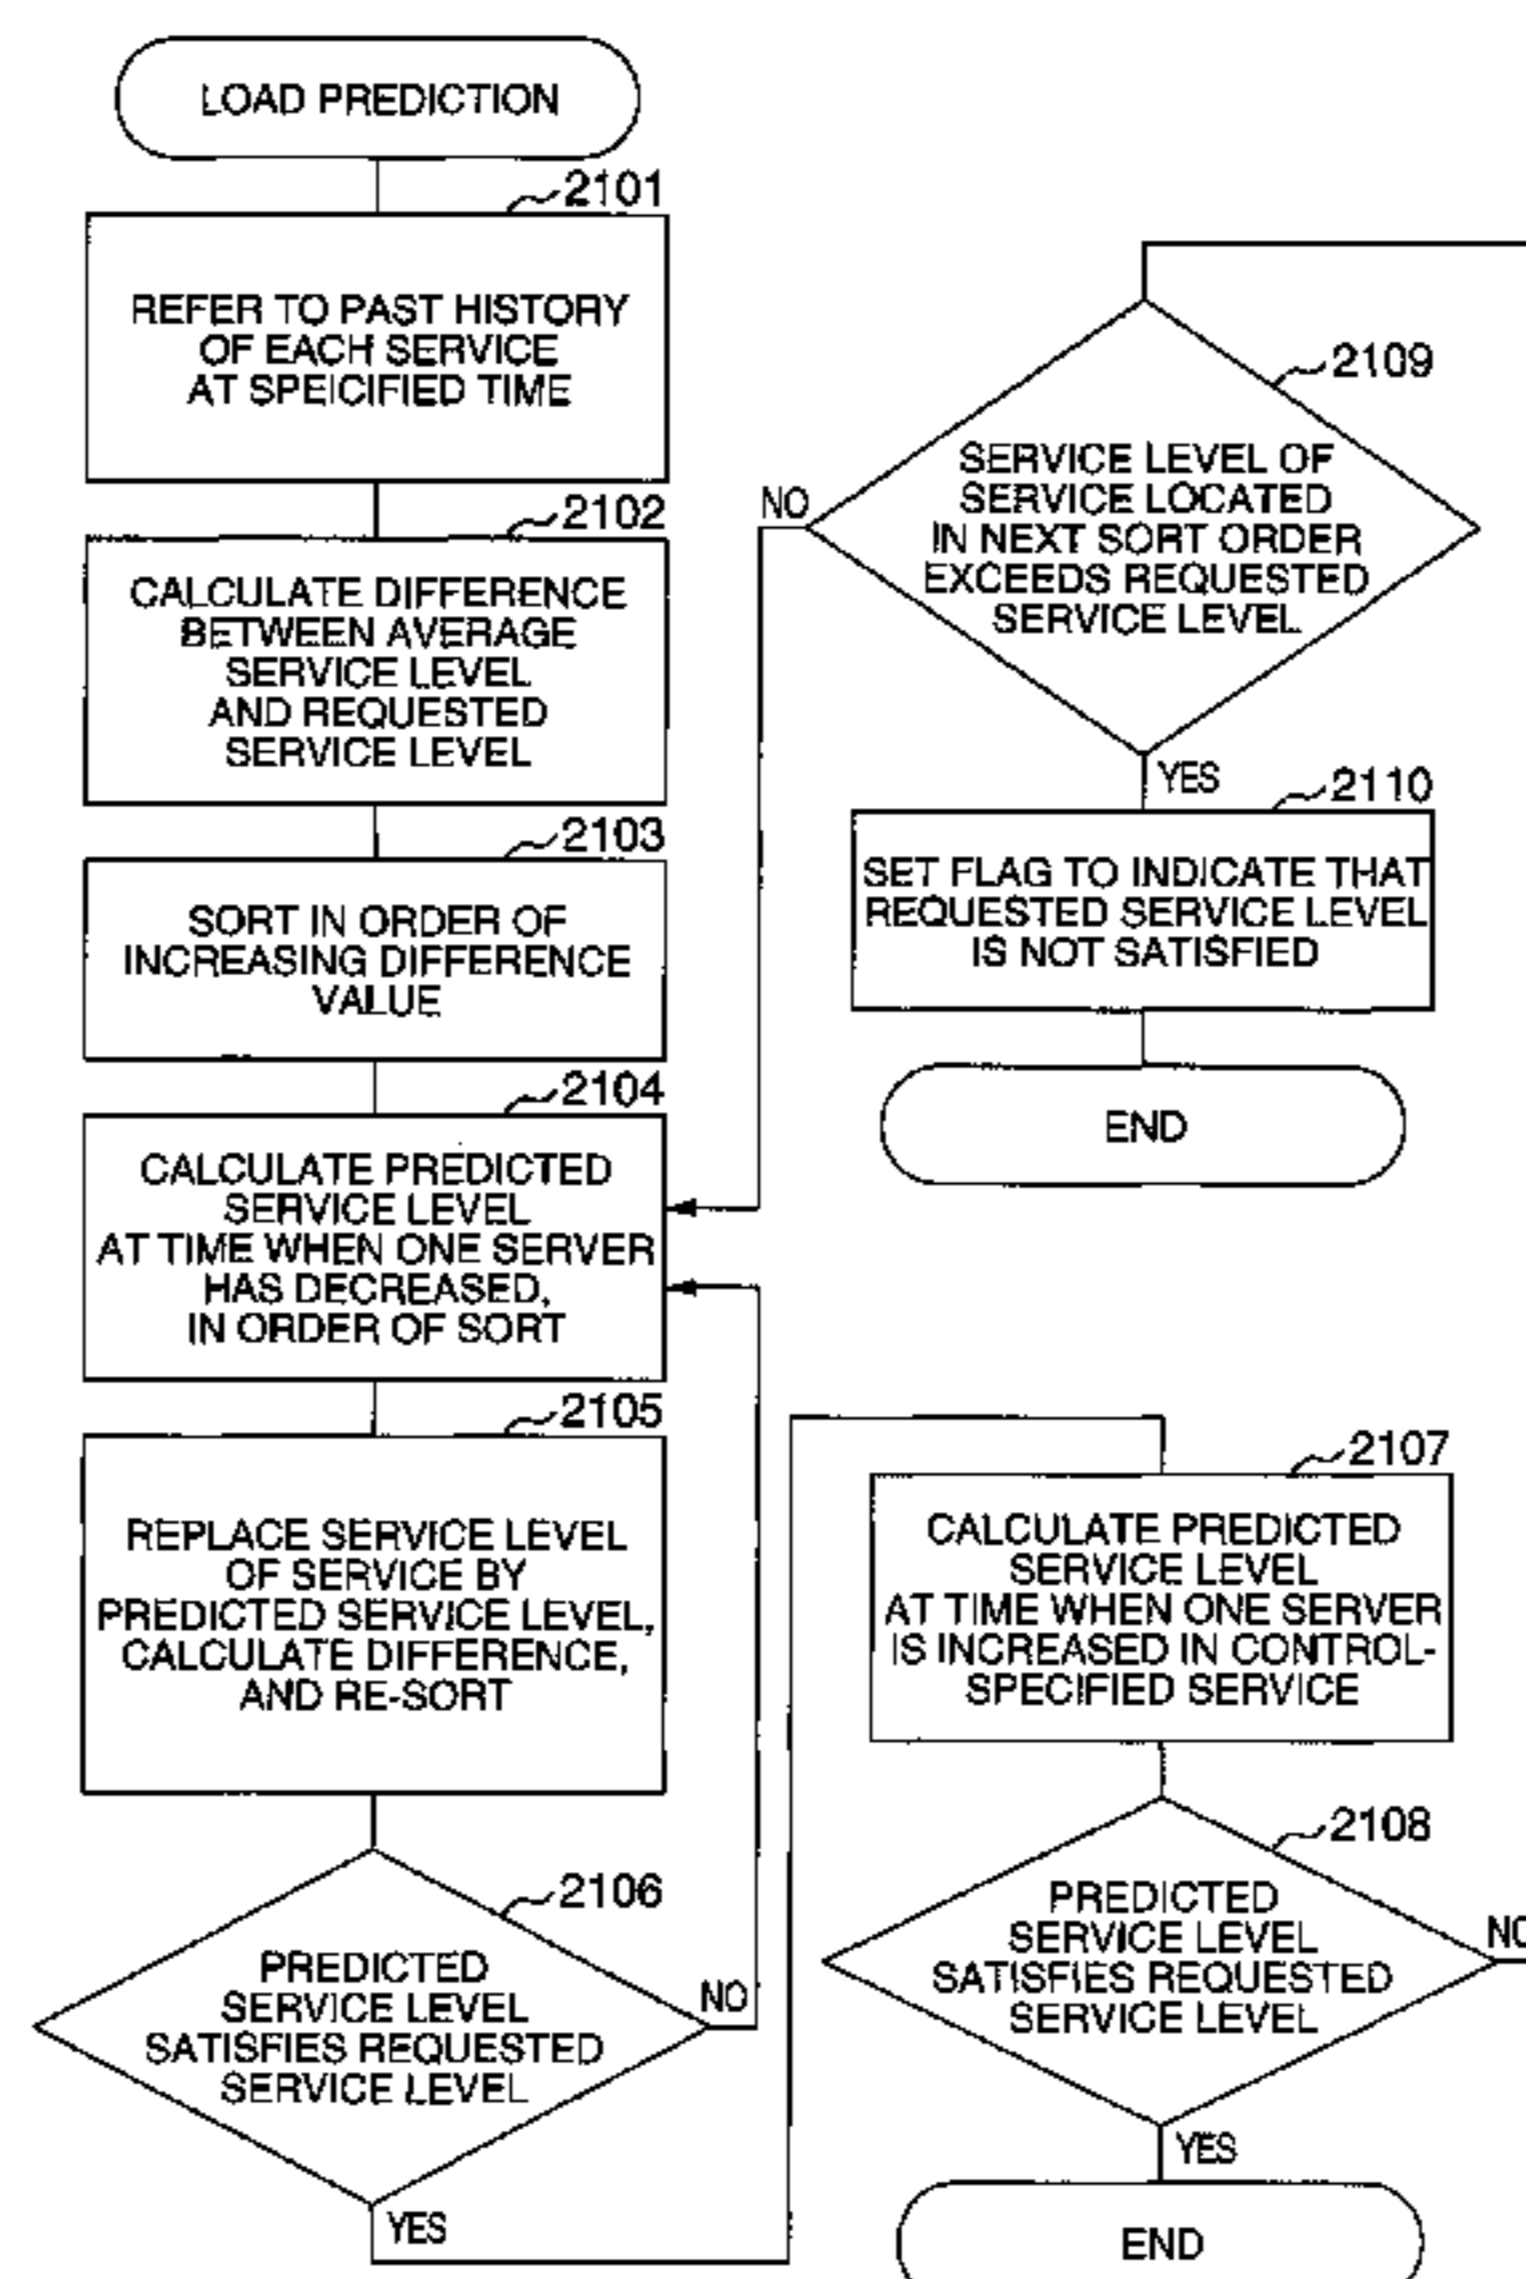 LOAD PREDICTION
2101
REFER TO PAST HISTORY
OF EACH SERVICE
AT SPEICIFIED TIME
2102
CALCULATE DIFFERENCE
BETWEEN AVERAGE
SERVICE LEVEL
AND REQUESTED
SERVICE LEVEL
2103
SORT IN ORDER OF
INCREASING DIFFERENCE
VALUE
2104
CALCULATE PREDICTED
SERVICE LEVEL
AT TIME WHEN ONE SERVER
HAS DECREASED,
IN ORDER OF SORT
2105
REPLACE SERVICE LEVEL
OF SERVICE BY
PREDICTED SERVICE LEVEL,
CALCULATE DIFFERENCE,
AND RE-SORT
2106
PREDICTED
SERVICE LEVEL
SATISFIES REQUESTED
SERVICE LEVEL
NO
YES
2107
CALCULATE PREDICTED
SERVICE LEVEL
AT TIME WHEN ONE SERVER
IS INCREASED IN CONTROL-
SPECIFIED SERVICE
2108
PREDICTED
SERVICE LEVEL
SATISFIES REQUESTED
SERVICE LEVEL
NO
YES
END
2109
SERVICE LEVEL OF
SERVICE LOCATED
IN NEXT SORT ORDER
EXCEEDS REQUESTED
SERVICE LEVEL
NO
YES
2110
SET FLAG TO INDICATE THAT
REQUESTED SERVICE LEVEL
IS NOT SATISFIED
END